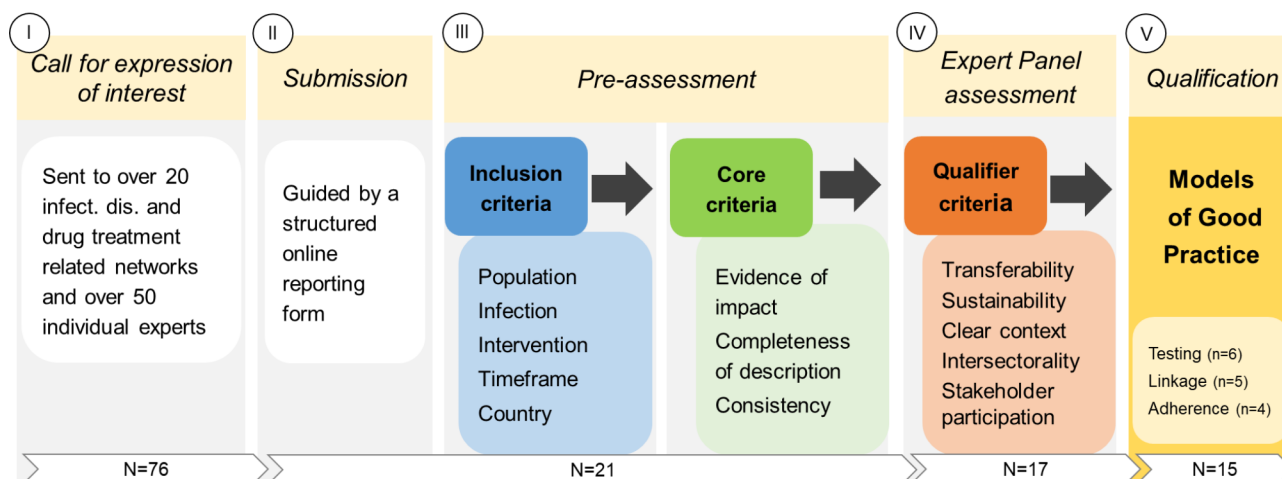 I
Call for expression
of interest
Sent to over 20
infect. dis. and
drug treatment
related networks
and over 50
individual experts
II
Submission
Guided by a
structured
online
reporting
form
III
Pre-assessment
Inclusion
criteria
Population
Infection
Intervention
Timeframe
Country
Core
criteria
Evidence of
impact
Completeness
of description
Consistency
IV
Expert Panel
assessment
Qualifier
criteria
Transferability
Sustainability
Clear context
Intersectorality
Stakeholder
participation
V
Qualification
Models
of Good
Practice
Testing (n=6)
Linkage (n=5)
Adherence (n=4)
N=76
N=21
N=17
N=15